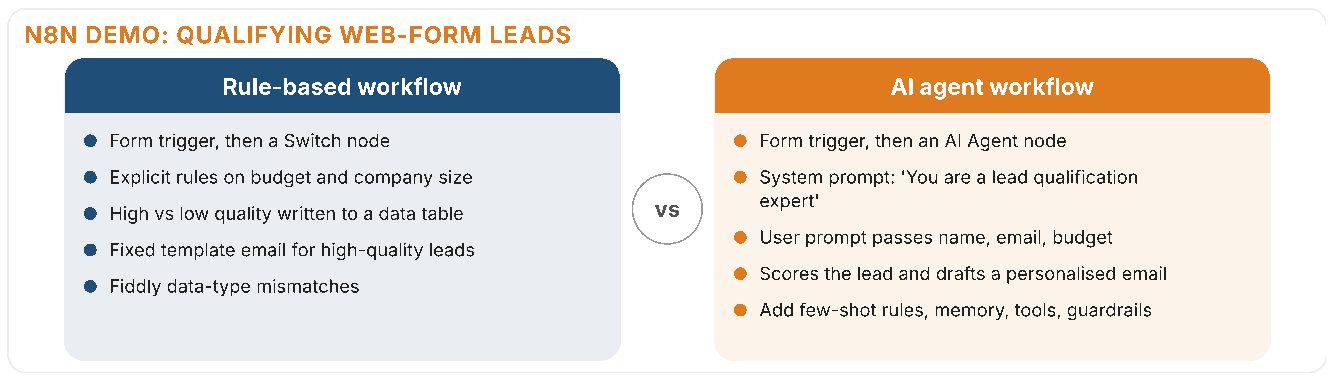 N8N DEMO: QUALIFYING WEB-FORM LEADS
Rule-based workflow
Form trigger, then a Switch node
Explicit rules on budget and company size
High vs low quality written to a data table
Fixed template email for high-quality leads
Fiddly data-type mismatches
vs
AI agent workflow
Form trigger, then an AI Agent node
System prompt: 'You are a lead qualification
expert'
User prompt passes name, email, budget
Scores the lead and drafts a personalised email
Add few-shot rules, memory, tools, guardrails